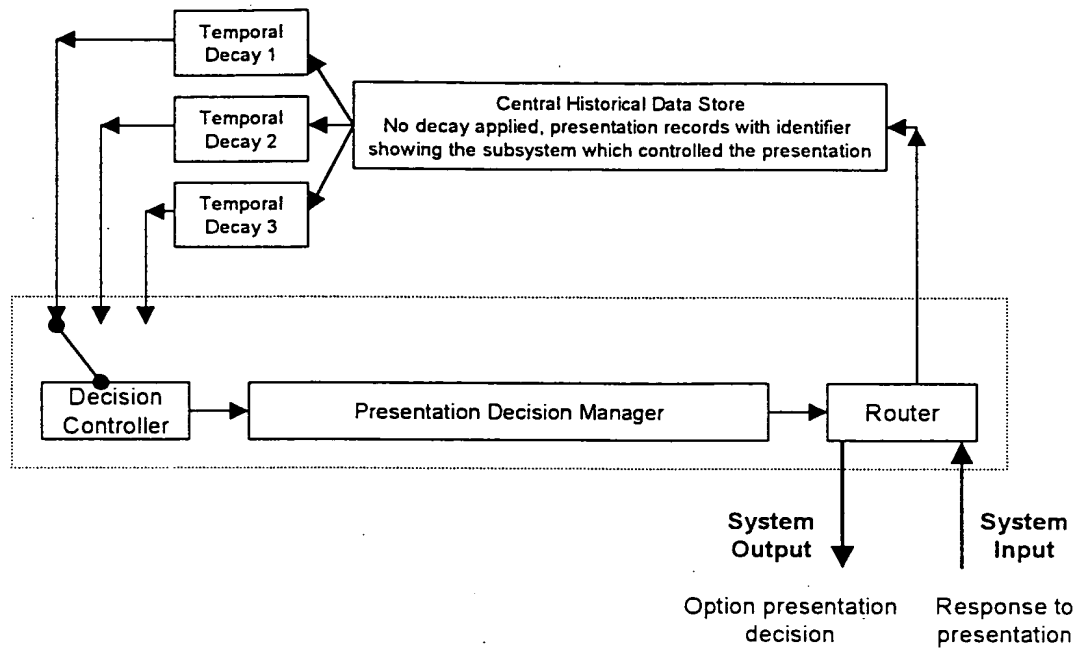 Temporal
Decay 1
Central Historical Data Store
No decay applied, presentation records with identifier
showing the subsystem which controlled the presentation
Temporal
Decay 2
Temporal
Decay 3
Decision
Controller
Presentation Decision Manager
Router
System
Output
System
Input
Option presentation
decision
Response to
presentation